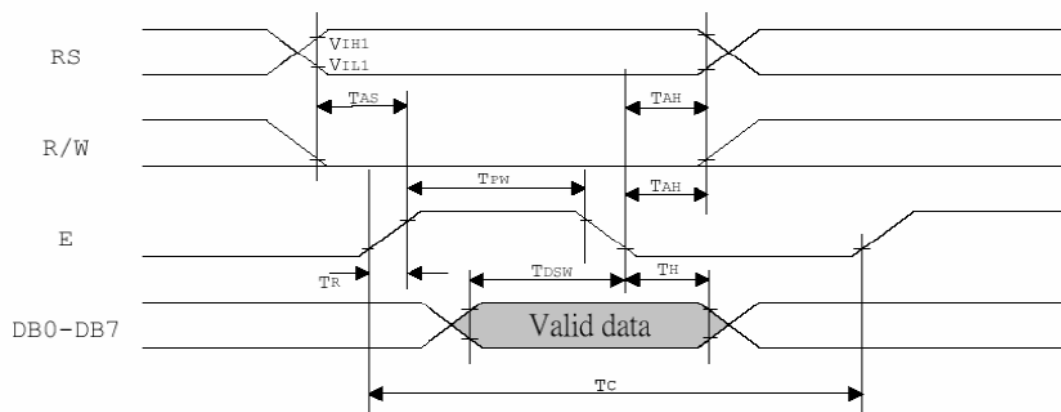 RS
VIH1
VIL1
TAS
TAH
R/W
TPW
TAH
E
TR
TDSW
TH
DB0-DB7
Valid data
TC